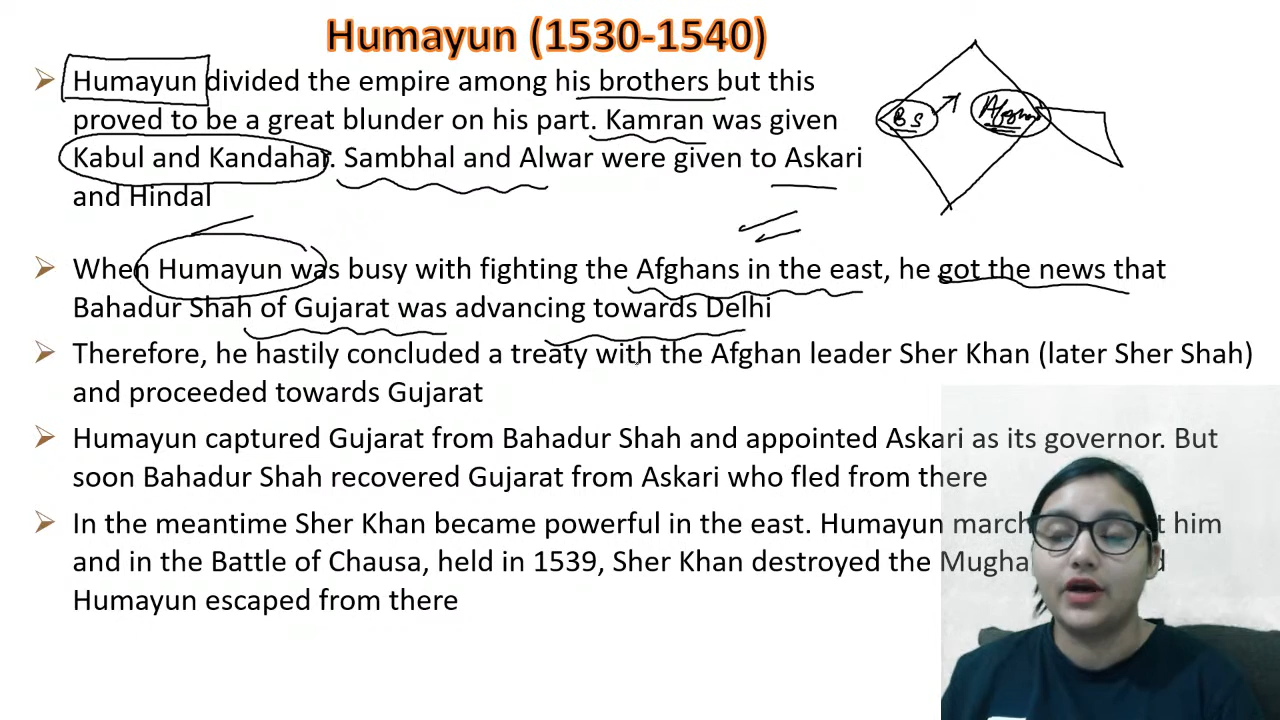 Humayun (1530-1540)
Humayun divided the empire among his brothers but this
proved to be a great blunder on his part. Kamran was given
Kabul and Kandahar. Sambhal and Alwar were given to Askari
and Hindal
BS Afghan
When Humayun was busy with fighting the Afghans in the east, he got the news that
Bahadur Shah of Gujarat was advancing towards Delhi
Therefore, he hastily concluded a treaty with the Afghan leader Sher Khan (later Sher Shah)
and proceeded towards Gujarat
Humayun captured Gujarat from Bahadur Shah and appointed Askari as its governor. But
soon Bahadur Shah recovered Gujarat from Askari who fled from there
In the meantime Sher Khan became powerful in the east. Humayun him
and in the Battle of Chausa, held in 1539, Sher Khan destroyed the
Humayun escaped from there